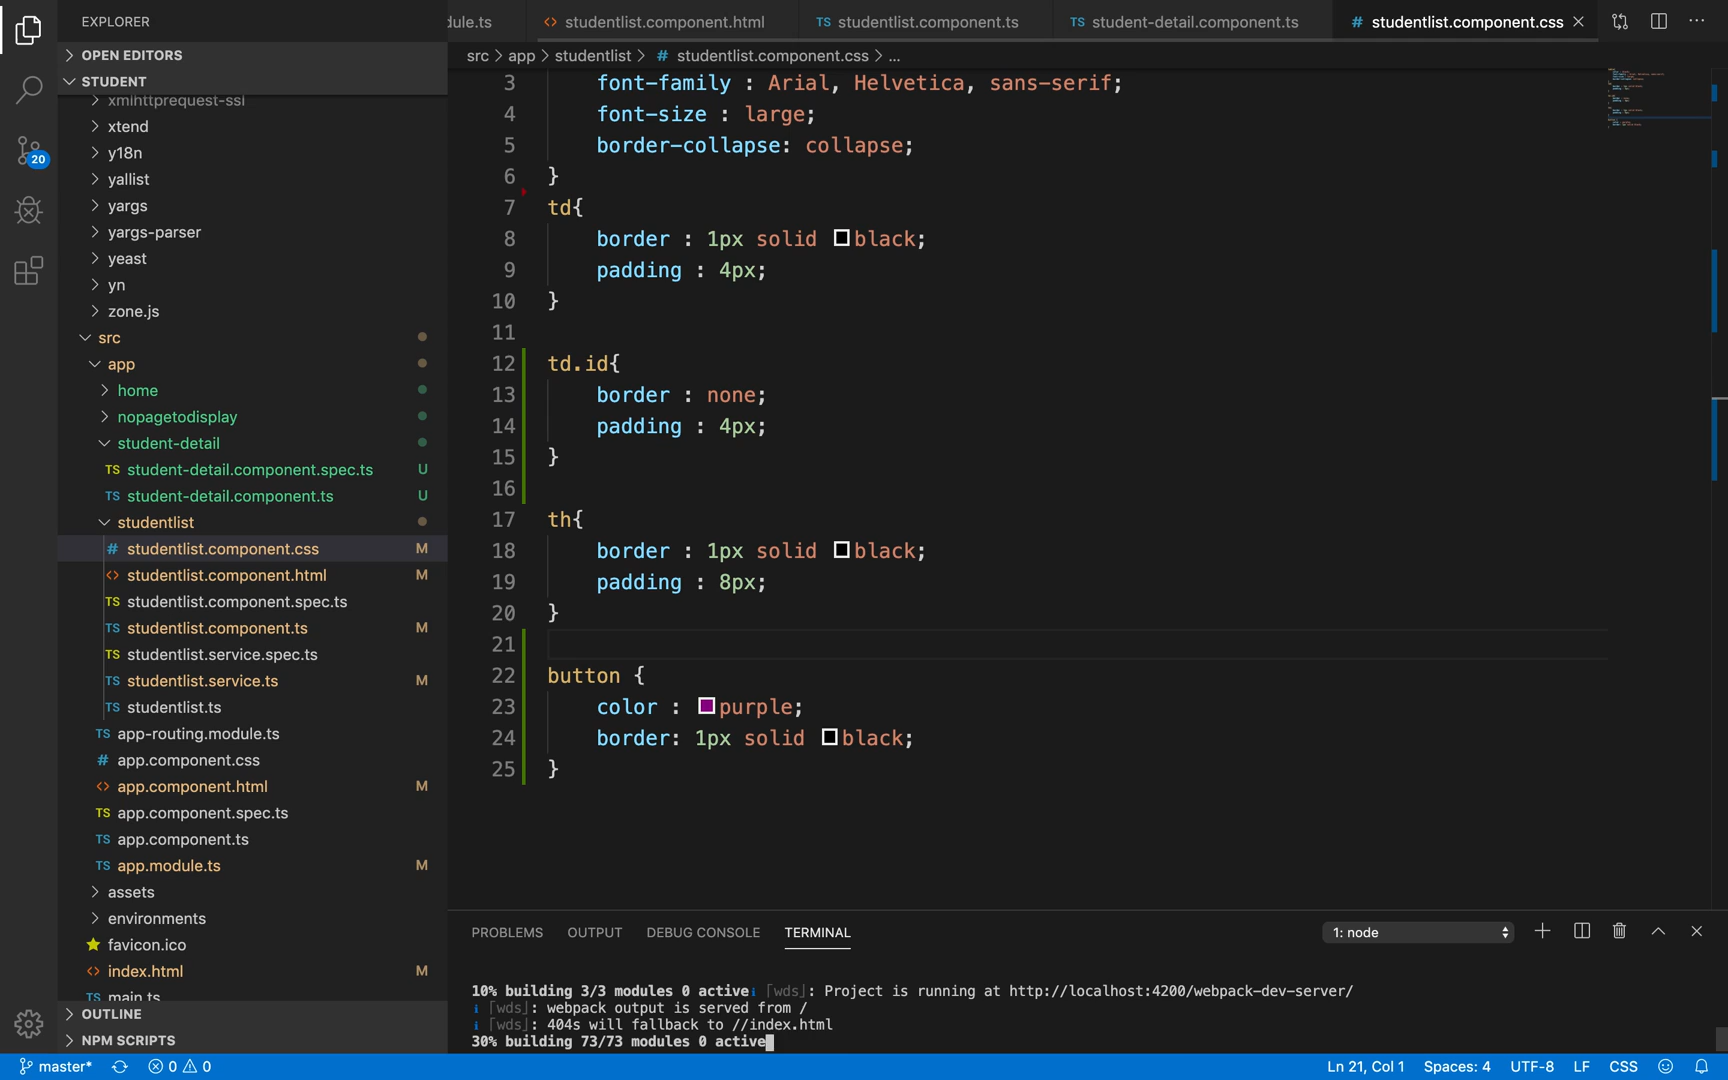 EXPLORER
dule.ts
studentlist.component.html
TS studentlist.component.ts
TS student-detail.component.ts
# studentlist.component.css
OPEN EDITORS
STUDENT
xmlhttprequest-ssl
xtend
y18n
yallist
yargs
yargs-parser
yeast
yn
zone.js
src
app
home
nopagetodisplay
student-detail
TS student-detail.component.spec.ts U
TS student-detail.component.ts U
studentlist
# studentlist.component.css M
<> studentlist.component.html M
TS studentlist.component.spec.ts
TS studentlist.component.ts M
TS studentlist.service.spec.ts
TS studentlist.service.ts M
TS studentlist.ts
TS app-routing.module.ts
# app.component.css
<> app.component.html M
TS app.component.spec.ts
TS app.component.ts
TS app.module.ts M
assets
environments
favicon.ico
<> index.html M
TS main.ts
OUTLINE
NPM SCRIPTS
20
src > app > studentlist > # studentlist.component.css > ...
3 font-family : Arial, Helvetica, sans-serif;
4 font-size : large;
5 border-collapse: collapse;
6 }
7 td{
8 border : 1px solid black;
9 padding : 4px;
10 }
11
12 td.id{
13 border : none;
14 padding : 4px;
15 }
16
17 th{
18 border : 1px solid black;
19 padding : 8px;
20 }
21
22 button {
23 color : purple;
24 border: 1px solid black;
25 }
PROBLEMS OUTPUT DEBUG CONSOLE TERMINAL
1: node
10% building 3/3 modules 0 activei ｢wds｣: Project is running at http://localhost:4200/webpack-dev-server/
i ｢wds｣: webpack output is served from /
i ｢wds｣: 404s will fallback to //index.html
30% building 73/73 modules 0 active
master* 0 0 Ln 21, Col 1 Spaces: 4 UTF-8 LF CSS